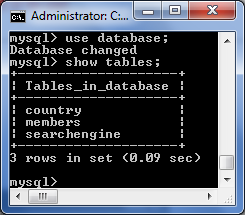 Administrator: C:...
mysql> use database;
Database changed
mysql> show tables;
+--------------------+
| Tables_in_database |
+--------------------+
| country            |
| members            |
| searchengine       |
+--------------------+
3 rows in set (0.09 sec)
mysql>